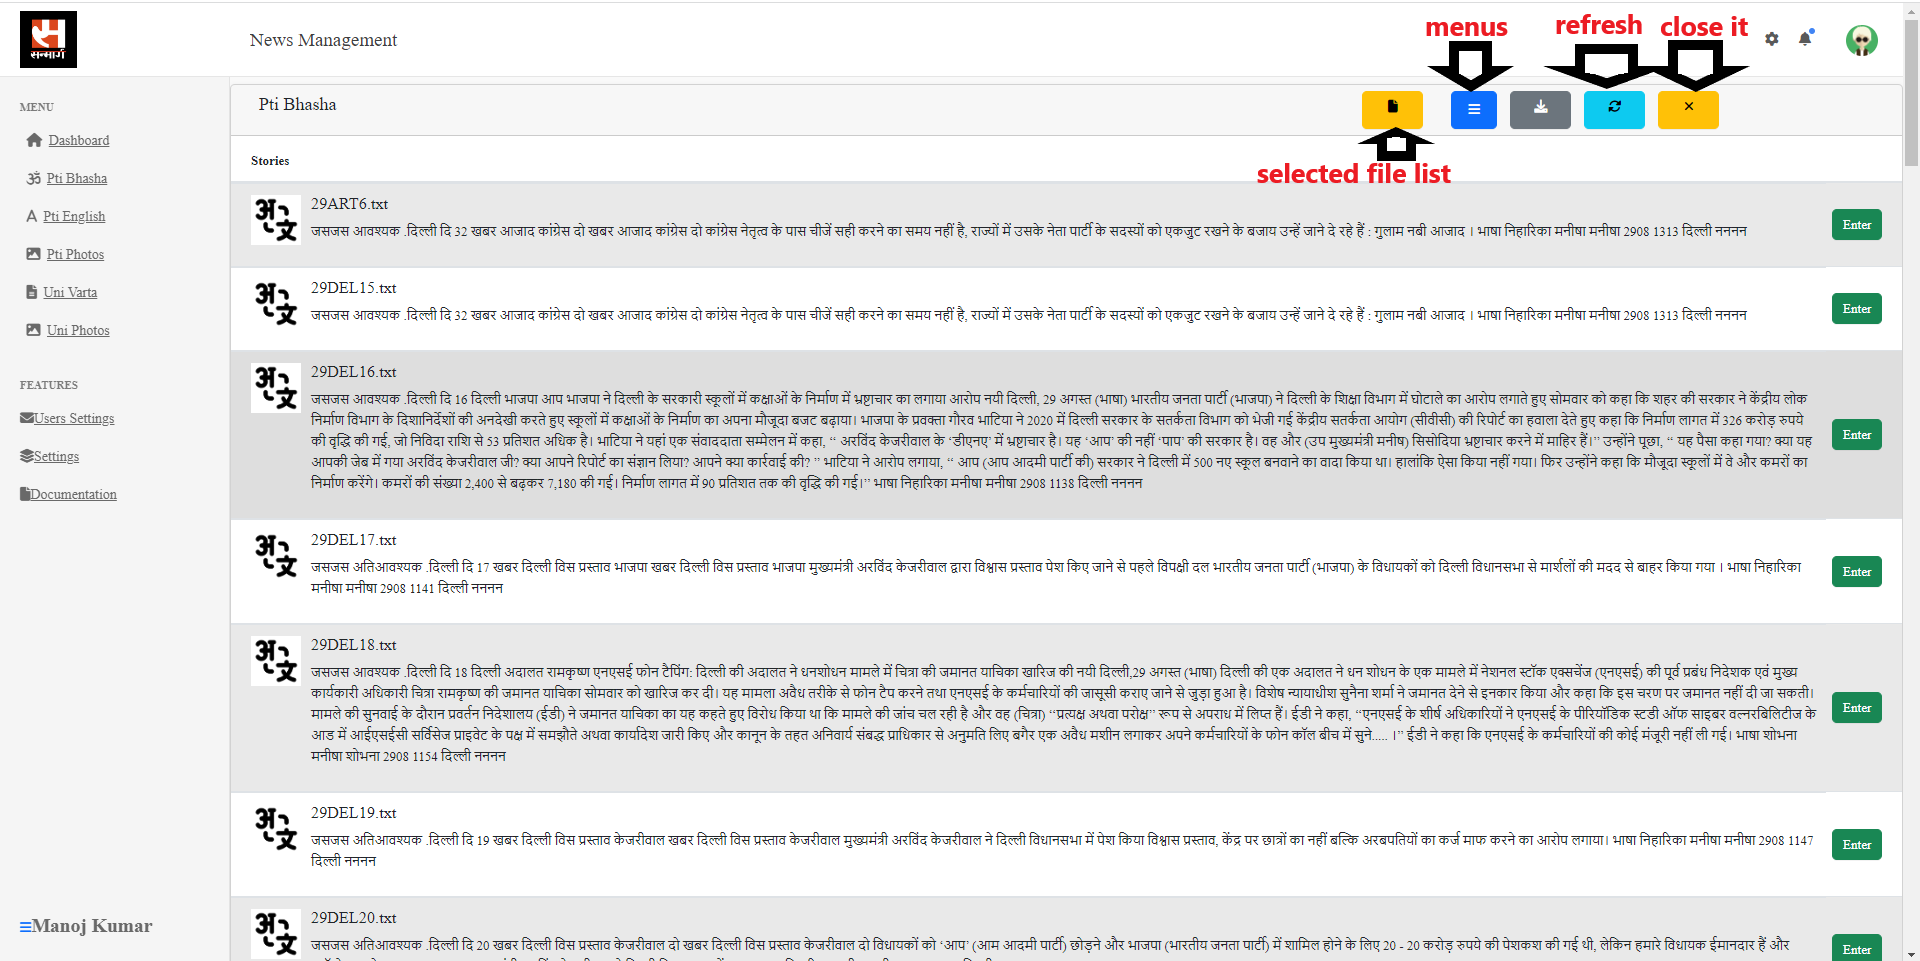 menus
refresh
close it
सन्मार्ग
News Management
MENU
Dashboard
Pti Bhasha
Pti English
Pti Photos
Uni Varta
Uni Photos
FEATURES
Users Settings
Settings
Documentation
Manoj Kumar
Pti Bhasha
selected file list
Stories
29ART6.txt
जसजस आवश्यक .दिल्ली दि 32 खबर आजाद कांग्रेस दो खबर आजाद कांग्रेस दो कांग्रेस नेतृत्व के पास चीजें सही करने का समय नहीं है, राज्यों में उसके नेता पार्टी के सदस्यों को एकजुट रखने के बजाय उन्हें जाने दे रहे हैं : गुलाम नबी आजाद । भाषा निहारिका मनीषा मनीषा 2908 1313 दिल्ली नननन
Enter
29DEL15.txt
जसजस आवश्यक .दिल्ली दि 32 खबर आजाद कांग्रेस दो खबर आजाद कांग्रेस दो कांग्रेस नेतृत्व के पास चीजें सही करने का समय नहीं है, राज्यों में उसके नेता पार्टी के सदस्यों को एकजुट रखने के बजाय उन्हें जाने दे रहे हैं : गुलाम नबी आजाद । भाषा निहारिका मनीषा मनीषा 2908 1313 दिल्ली नननन
Enter
29DEL16.txt
जसजस आवश्यक .दिल्ली दि 16 दिल्ली भाजपा आप भाजपा ने दिल्ली के सरकारी स्कूलों में कक्षाओं के निर्माण में भ्रष्टाचार का लगाया आरोप नयी दिल्ली, 29 अगस्त (भाषा) भारतीय जनता पार्टी (भाजपा) ने दिल्ली के शिक्षा विभाग में घोटाले का आरोप लगाते हुए सोमवार को कहा कि शहर की सरकार ने केंद्रीय लोक
निर्माण विभाग के दिशानिर्देशों की अनदेखी करते हुए स्कूलों में कक्षाओं के निर्माण का अपना मौजूदा बजट बढ़ाया। भाजपा के प्रवक्ता गौरव भाटिया ने 2020 में दिल्ली सरकार के सतर्कता विभाग को भेजी गई केंद्रीय सतर्कता आयोग (सीवीसी) की रिपोर्ट का हवाला देते हुए कहा कि निर्माण लागत में 326 करोड़ रुपये
की वृद्धि की गई, जो निविदा राशि से 53 प्रतिशत अधिक है। भाटिया ने यहां एक संवाददाता सम्मेलन में कहा, ‘‘ अरविंद केजरीवाल के ‘डीएनए’ में भ्रष्टाचार है। यह ‘आप’ की नहीं ‘पाप’ की सरकार है। वह और (उप मुख्यमंत्री मनीष) सिसोदिया भ्रष्टाचार करने में माहिर हैं।’’ उन्होंने पूछा, ‘‘ यह पैसा कहा गया? क्या यह
आपकी जेब में गया अरविंद केजरीवाल जी? क्या आपने रिपोर्ट का संज्ञान लिया? आपने क्या कार्रवाई की? ’’ भाटिया ने आरोप लगाया, ‘‘ आप (आप आदमी पार्टी की) सरकार ने दिल्ली में 500 नए स्कूल बनवाने का वादा किया था। हालांकि ऐसा किया नहीं गया। फिर उन्होंने कहा कि मौजूदा स्कूलों में वे और कमरों का
निर्माण करेंगे। कमरों की संख्या 2,400 से बढ़कर 7,180 की गई। निर्माण लागत में 90 प्रतिशत तक की वृद्धि की गई।’’ भाषा निहारिका मनीषा मनीषा 2908 1138 दिल्ली नननन
Enter
29DEL17.txt
जसजस अतिआवश्यक .दिल्ली दि 17 खबर दिल्ली विस प्रस्ताव भाजपा खबर दिल्ली विस प्रस्ताव भाजपा मुख्यमंत्री अरविंद केजरीवाल द्वारा विश्वास प्रस्ताव पेश किए जाने से पहले विपक्षी दल भारतीय जनता पार्टी (भाजपा) के विधायकों को दिल्ली विधानसभा से मार्शलों की मदद से बाहर किया गया । भाषा निहारिका
मनीषा मनीषा 2908 1141 दिल्ली नननन
Enter
29DEL18.txt
जसजस आवश्यक .दिल्ली दि 18 दिल्ली अदालत रामकृष्ण एनएसई फोन टैपिंग: दिल्ली की अदालत ने धनशोधन मामले में चित्रा की जमानत याचिका खारिज की नयी दिल्ली,29 अगस्त (भाषा) दिल्ली की एक अदालत ने धन शोधन के एक मामले में नेशनल स्टॉक एक्सचेंज (एनएसई) की पूर्व प्रबंध निदेशक एवं मुख्य
कार्यकारी अधिकारी चित्रा रामकृष्ण की जमानत याचिका सोमवार को खारिज कर दी। यह मामला अवैध तरीके से फोन टैप करने तथा एनएसई के कर्मचारियों की जासूसी कराए जाने से जुड़ा हुआ है। विशेष न्यायाधीश सुनैना शर्मा ने जमानत देने से इनकार किया और कहा कि इस चरण पर जमानत नहीं दी जा सकती।
मामले की सुनवाई के दौरान प्रवर्तन निदेशालय (ईडी) ने जमानत याचिका का यह कहते हुए विरोध किया था कि मामले की जांच चल रही है और वह (चित्रा) ‘‘प्रत्यक्ष अथवा परोक्ष’’ रूप से अपराध में लिप्त हैं। ईडी ने कहा, ‘‘एनएसई के शीर्ष अधिकारियों ने एनएसई के पीरियॉडिक स्टडी ऑफ साइबर वल्नरबिलिटीज के
आड में आईएसईसी सर्विसेज प्राइवेट के पक्ष में समझौते अथवा कार्यादेश जारी किए और कानून के तहत अनिवार्य संबद्ध प्राधिकार से अनुमति लिए बगैर एक अवैध मशीन लगाकर अपने कर्मचारियों के फोन कॉल बीच में सुने..... ।’’ ईडी ने कहा कि एनएसई के कर्मचारियों की कोई मंजूरी नहीं ली गई। भाषा शोभना
मनीषा शोभना 2908 1154 दिल्ली नननन
Enter
29DEL19.txt
जसजस अतिआवश्यक .दिल्ली दि 19 खबर दिल्ली विस प्रस्ताव केजरीवाल खबर दिल्ली विस प्रस्ताव केजरीवाल मुख्यमंत्री अरविंद केजरीवाल ने दिल्ली विधानसभा में पेश किया विश्वास प्रस्ताव, केंद्र पर छात्रों का नहीं बल्कि अरबपतियों का कर्ज माफ करने का आरोप लगाया। भाषा निहारिका मनीषा मनीषा 2908 1147
दिल्ली नननन
Enter
29DEL20.txt
जसजस अतिआवश्यक .दिल्ली दि 20 खबर दिल्ली विस प्रस्ताव केजरीवाल दो खबर दिल्ली विस प्रस्ताव केजरीवाल दो विधायकों को ‘आप’ (आम आदमी पार्टी) छोड़ने और भाजपा (भारतीय जनता पार्टी) में शामिल होने के लिए 20 - 20 करोड़ रुपये की पेशकश की गई थी, लेकिन हमारे विधायक ईमानदार हैं और
Enter